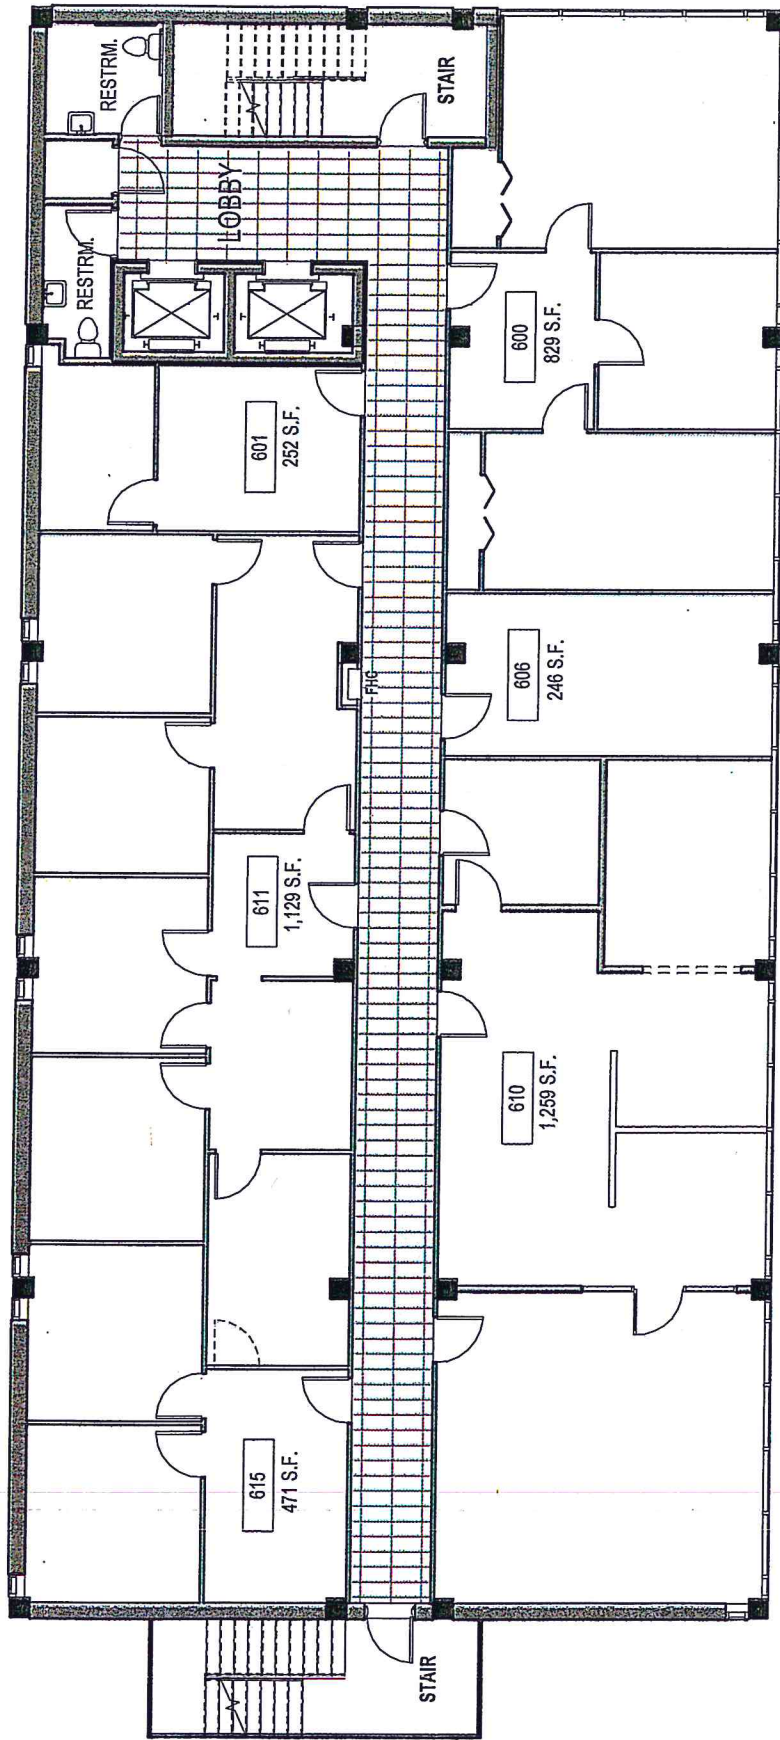 RESTRM.
STAIR
LOBBY
RESTRM.
601
252 S.F.
600
829 S.F.
FHC
606
246 S.F.
611
1,129 S.F.
610
1,259 S.F.
615
471 S.F.
STAIR